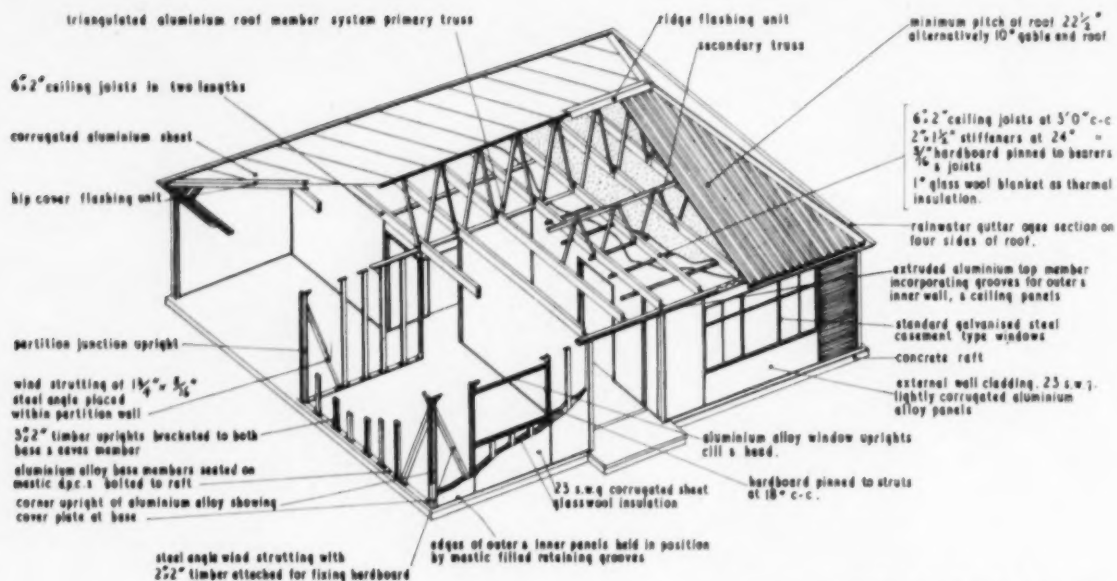 triangulated aluminium roof member system primary truss
ridge flashing unit
secondary truss
minimum pitch of roof 22½°
alternatively 10° gable end roof
6"×2" ceiling joists in two lengths
corrugated aluminium sheet
hip cover flashing unit
6"×2" ceiling joists at 3'0" c-c
2"×1½" stiffeners at 24" "
3/16" hardboard pinned to bearers
& joists
1" glass wool blanket as thermal
insulation.
rainwater gutter ogee section on
four sides of roof.
extruded aluminium top member
incorporating grooves for outer &
inner wall, & ceiling panels
standard galvanised steel
casement type windows
concrete raft
external wall cladding. 23 s.w.g.
lightly corrugated aluminium
alloy panels
partition junction upright
wind strutting of 1¾" × 3/16"
steel angle placed
within partition wall
3"×2" timber uprights bracketed to both
base & eaves member
aluminium alloy base members seated on
mastic d.p.c. & bolted to raft
corner upright of aluminium alloy showing
cover plate at base
steel angle wind strutting with
2"×2" timber attached for fixing hardboard
edges of outer & inner panels held in position
by mastic filled retaining grooves
23 s.w.g corrugated sheet
glasswool insulation
aluminium alloy window uprights
cill & head.
hardboard pinned to struts
at 18" c-c.